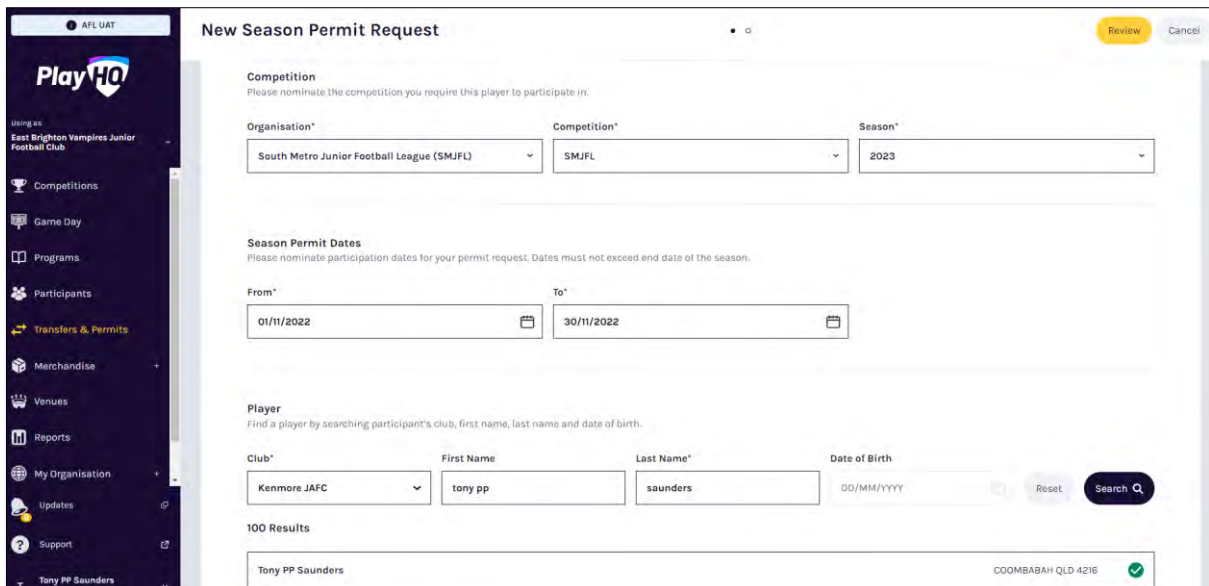 AFL UAT
PlayHQ
Using as
East Brighton Vampires Junior
Football Club
Competitions
Game Day
Programs
Participants
Transfers & Permits
Merchandise +
Venues
Reports
My Organisation +
Updates
0
? Support
Tony PP Saunders
New Season Permit Request
Review
Cancel
Competition
Please nominate the competition you require this player to participate in.
Organisation* Competition* Season*
South Metro Junior Football League (SMJFL) SMJFL 2023
Season Permit Dates
Please nominate participation dates for your permit request. Dates must not exceed end date of the season.
From* To*
01/11/2022 30/11/2022
Player
Find a player by searching participant's club, first name, last name and date of birth.
Club* First Name Last Name* Date of Birth
Kenmore JAFC tony pp saunders DD/MM/YYYY Reset Search
100 Results
Tony PP Saunders COOMBABAH QLD 4216